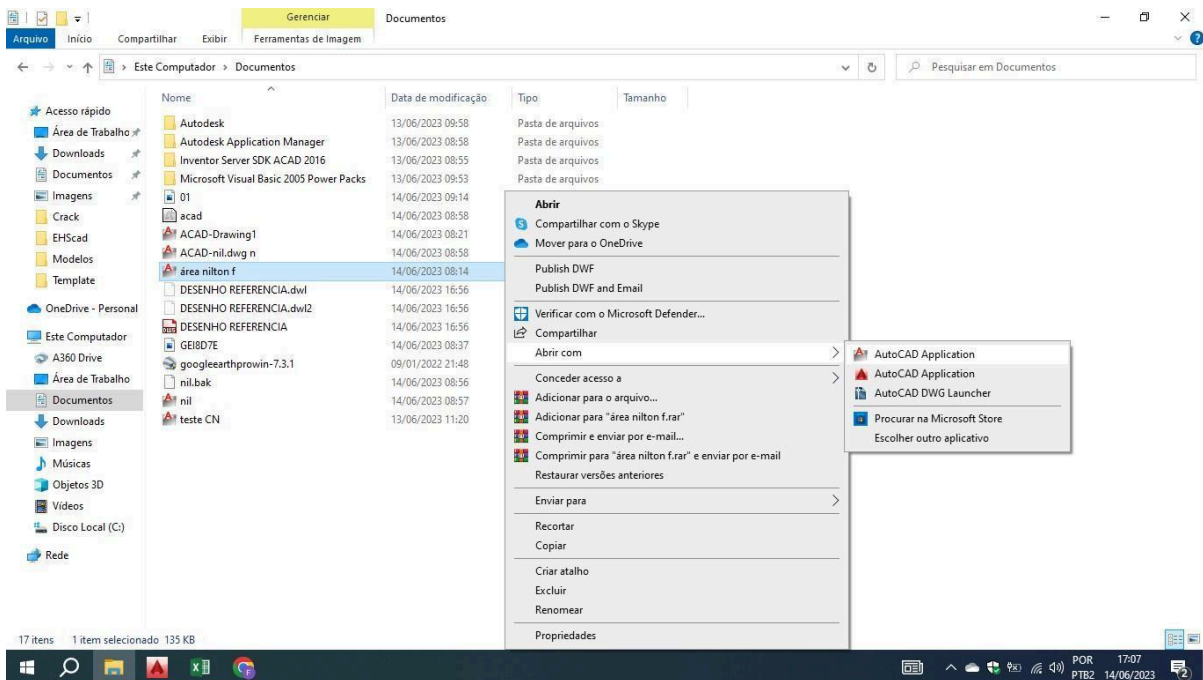 Gerenciar Documentos
Arquivo Início Compartilhar Exibir Ferramentas de Imagem
Este Computador > Documentos
Pesquisar em Documentos
Acesso rápido
Área de Trabalho
Downloads
Documentos
Imagens
Crack
EHScad
Modelos
Template
OneDrive - Personal
Este Computador
A360 Drive
Área de Trabalho
Documentos
Downloads
Imagens
Músicas
Objetos 3D
Vídeos
Disco Local (C:)
Rede
Nome Data de modificação Tipo Tamanho
Autodesk 13/06/2023 09:58 Pasta de arquivos
Autodesk Application Manager 13/06/2023 08:58 Pasta de arquivos
Inventor Server SDK ACAD 2016 13/06/2023 08:55 Pasta de arquivos
Microsoft Visual Basic 2005 Power Packs 13/06/2023 09:53 Pasta de arquivos
01 14/06/2023 09:14
acad 14/06/2023 08:58
ACAD-Drawing1 14/06/2023 08:21
ACAD-nil.dwg n 14/06/2023 08:58
área nilton f 14/06/2023 08:14
DESENHO REFERENCIA.dwl 14/06/2023 16:56
DESENHO REFERENCIA.dwl2 14/06/2023 16:56
DESENHO REFERENCIA 14/06/2023 16:56
GEI8D7E 14/06/2023 08:37
googleearthprowin-7.3.1 09/01/2022 21:48
nil.bak 14/06/2023 08:56
nil 14/06/2023 08:57
teste CN 13/06/2023 11:20
Abrir
Compartilhar com o Skype
Mover para o OneDrive
Publish DWF
Publish DWF and Email
Verificar com o Microsoft Defender...
Compartilhar
Abrir com
Conceder acesso a
Adicionar para o arquivo...
Adicionar para "área nilton f.rar"
Comprimir e enviar por e-mail...
Comprimir para "área nilton f.rar" e enviar por e-mail
Restaurar versões anteriores
Enviar para
Recortar
Copiar
Criar atalho
Excluir
Renomear
Propriedades
AutoCAD Application
AutoCAD Application
AutoCAD DWG Launcher
Procurar na Microsoft Store
Escolher outro aplicativo
17 itens 1 item selecionado 135 KB
POR 17:07
PTB2 14/06/2023
2